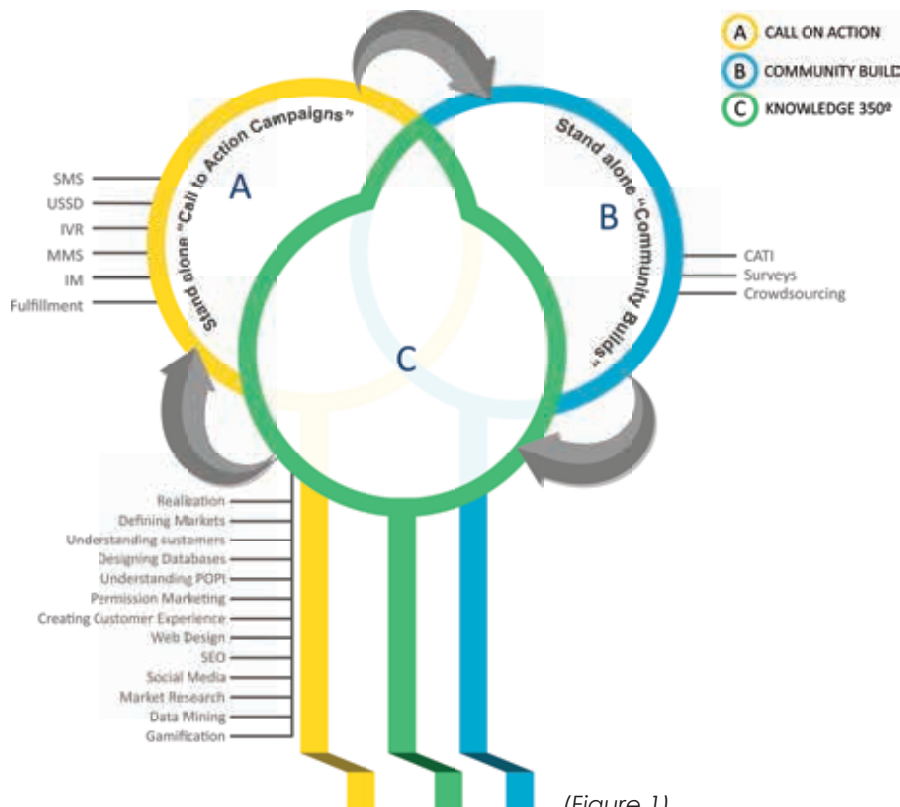 A CALL ON ACTION
B COMMUNITY BUILD
C KNOWLEDGE 350º
Stand alone "Call to Action Campaigns"
A
Stand alone "Community Builds"
B
C
SMS
USSD
IVR
MMS
IM
Fulfillment
CATI
Surveys
Crowdsourcing
Realisation
Defining Markets
Understanding customers
Designing Databases
Understanding POPI
Permission Marketing
Creating Customer Experience
Web Design
SEO
Social Media
Market Research
Data Mining
Gamification
(Figure 1)